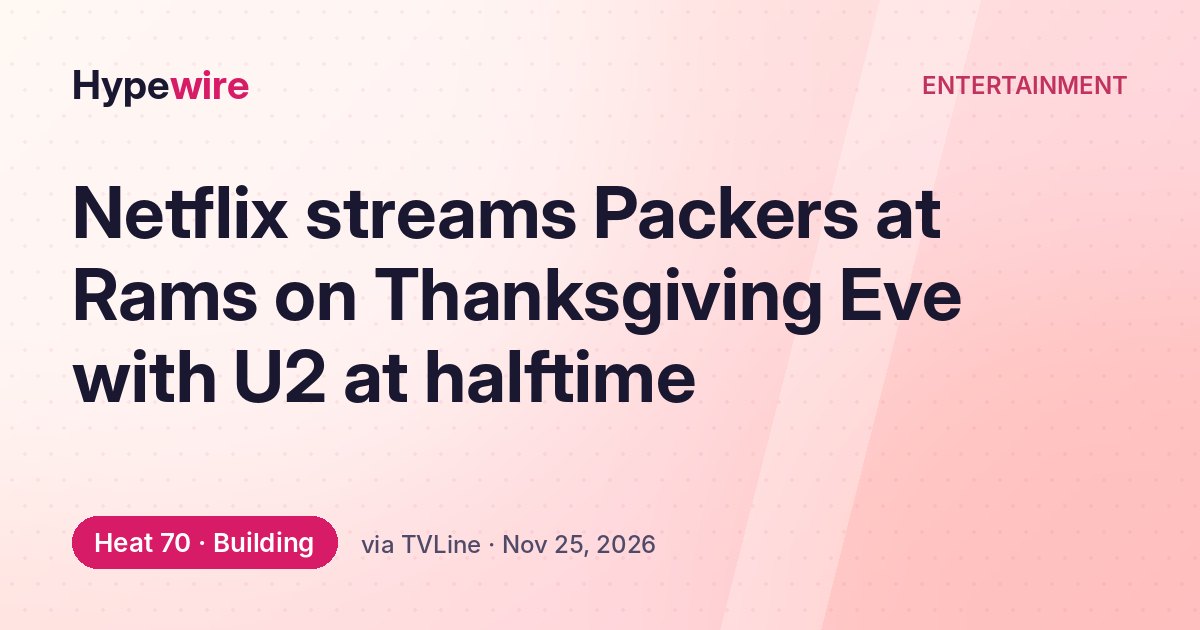 Hypewire
ENTERTAINMENT
Netflix streams Packers at
Rams on Thanksgiving Eve
with U2 at halftime
Heat 70 · Building
via TVLine · Nov 25, 2026